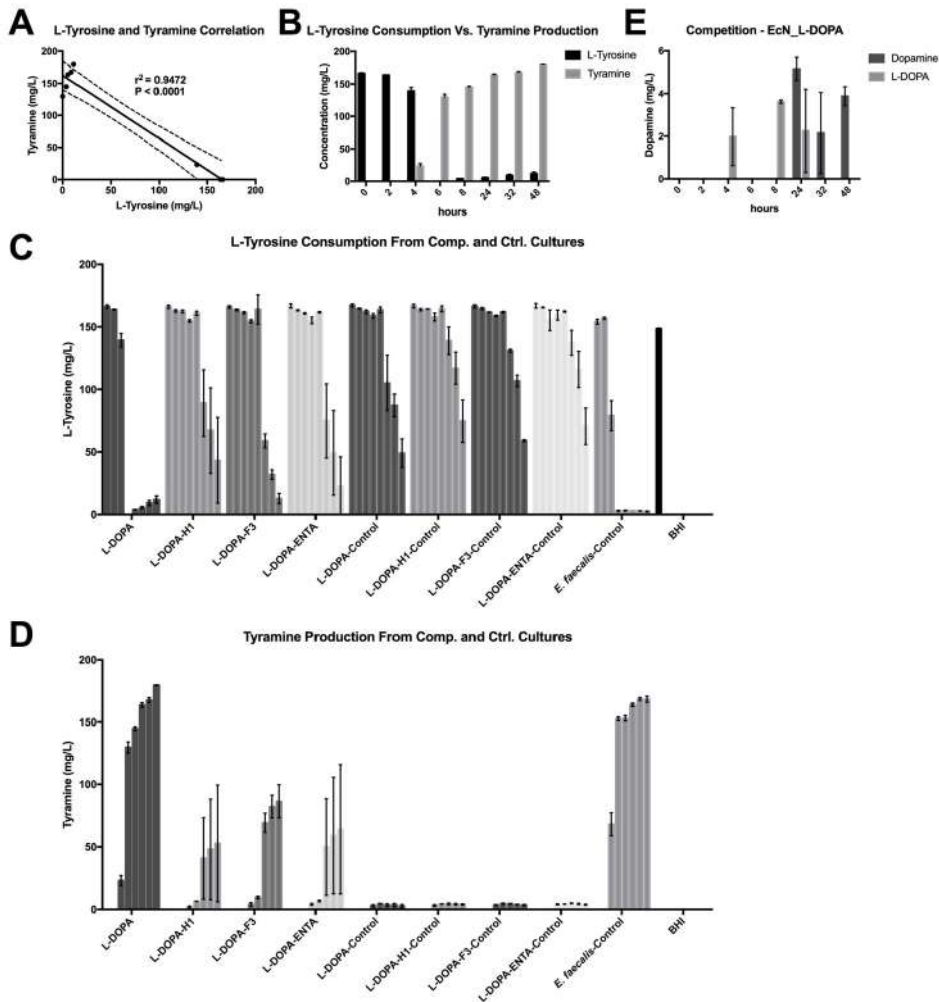 A
L-Tyrosine and Tyramine Correlation
Tyramine (mg/L)
200
150
100
50
0
r² = 0.9472
P < 0.0001
0 50 100 150 200
L-Tyrosine (mg/L)
B
L-Tyrosine Consumption Vs. Tyramine Production
Concentration (mg/L)
200
150
100
50
0
L-Tyrosine
Tyramine
0 2 4 6 8 24 32 48
hours
E
Competition - EcN_L-DOPA
Dopamine (mg/L)
6
4
2
0
Dopamine
L-DOPA
0 2 4 6 8 24 32 48
hours
C
L-Tyrosine Consumption From Comp. and Ctrl. Cultures
L-Tyrosine (mg/L)
200
150
100
50
0
L-DOPA
L-DOPA-H1
L-DOPA-F3
L-DOPA-ENTA
L-DOPA-Control
L-DOPA-H1-Control
L-DOPA-F3-Control
L-DOPA-ENTA-Control
E. faecalis-Control
BHI
D
Tyramine Production From Comp. and Ctrl. Cultures
Tyramine (mg/L)
200
150
100
50
0
L-DOPA
L-DOPA-H1
L-DOPA-F3
L-DOPA-ENTA
L-DOPA-Control
L-DOPA-H1-Control
L-DOPA-F3-Control
L-DOPA-ENTA-Control
E. faecalis-Control
BHI